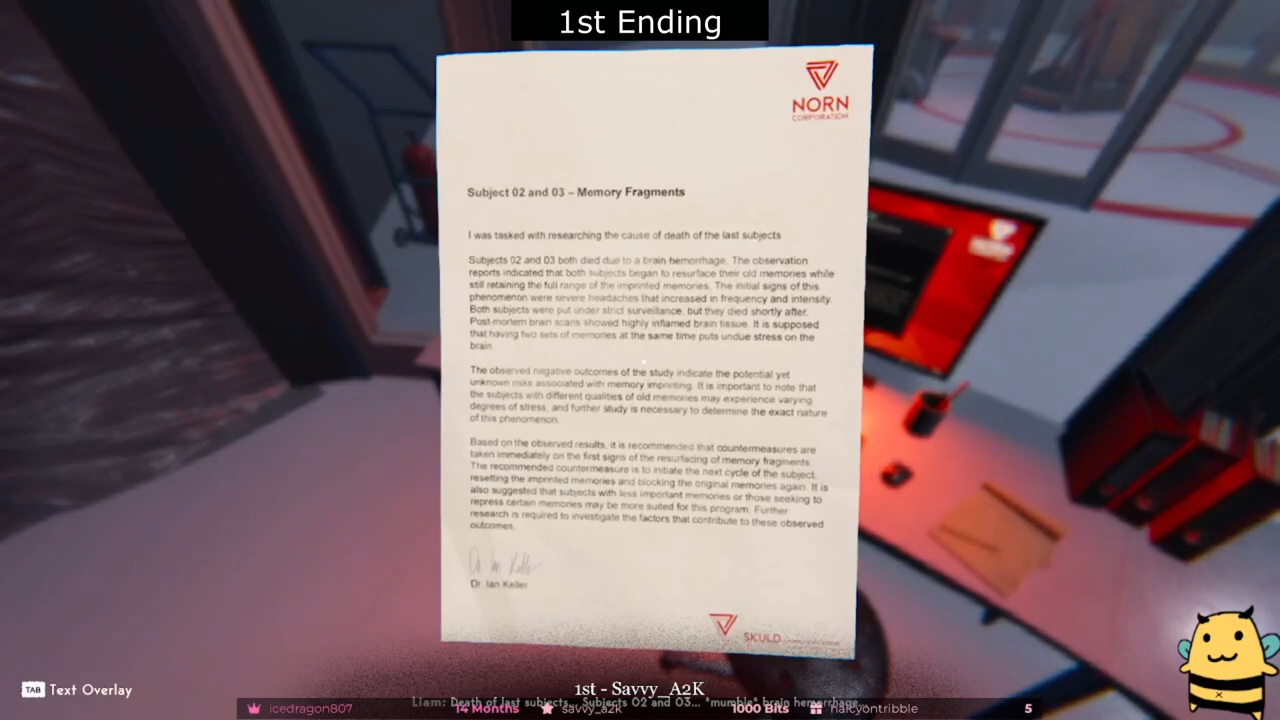 1st Ending
NORN
CORPORATION
Subject 02 and 03 – Memory Fragments
I was tasked with researching the cause of death of the last subjects
Subjects 02 and 03 both died due to a brain hemorrhage. The observation
reports indicated that both subjects began to resurface their old memories while
still retaining the full range of the imprinted memories. The initial signs of this
phenomenon were severe headaches that increased in frequency and intensity.
Both subjects were put under strict surveillance, but they died shortly after.
Post-mortem brain scans showed highly inflamed brain tissue. It is supposed
that having two sets of memories at the same time puts undue stress on the
brain.
The observed negative outcomes of the study indicate the potential yet
unknown risks associated with memory imprinting. It is important to note that
the subjects with different qualities of old memories may experience varying
degrees of stress, and further study is necessary to determine the exact nature
of this phenomenon.
Based on the observed results, it is recommended that countermeasures are
taken immediately on the first signs of the resurfacing of memory fragments.
The recommended countermeasure is to initiate the next cycle of the subject,
resetting the imprinted memories and blocking the original memories again. It is
also suggested that subjects with less important memories or those seeking to
repress certain memories may be more suited for this program. Further
research is required to investigate the factors that contribute to these observed
outcomes.
Dr Ian Keller
Dr. Ian Keller
SKULD
NORN
TAB Text Overlay
1st - Savvy_A2K
Liam: Death of last subjects... Subjects 02 and 03... *mumble* brain hemorrhage...
icedragon807 14 Months savvy_a2k 1000 Bits halcyontribble 5